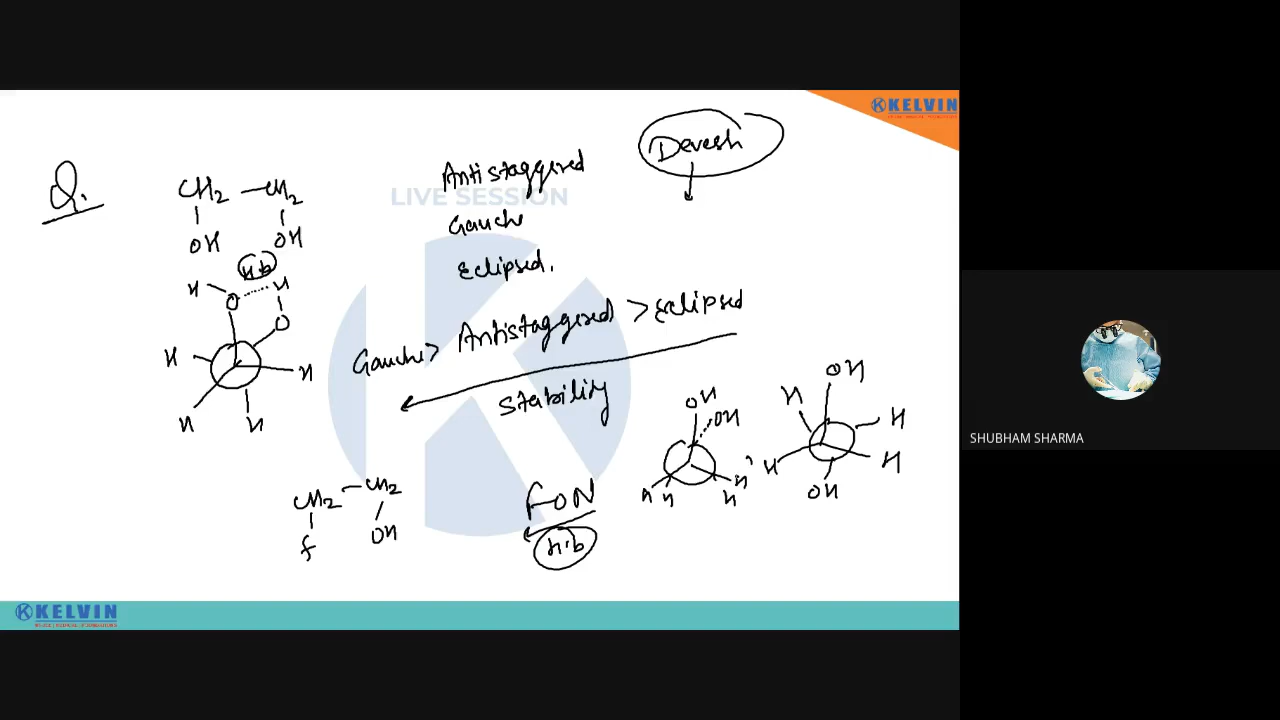 KELVIN
Q.
CH2 - CH2
OH OH
Antistaggered
Devesh
LIVE SESSION
Gauche
Eclipsed.
H.b
H O H
O
H H
H H
Gauche > Antistaggered > Eclipsed
Stability
OH
OH
H H H H
OH
H H
H H
OH
CH2 - CH2
F OH
FON
H.b
SHUBHAM SHARMA
KELVIN